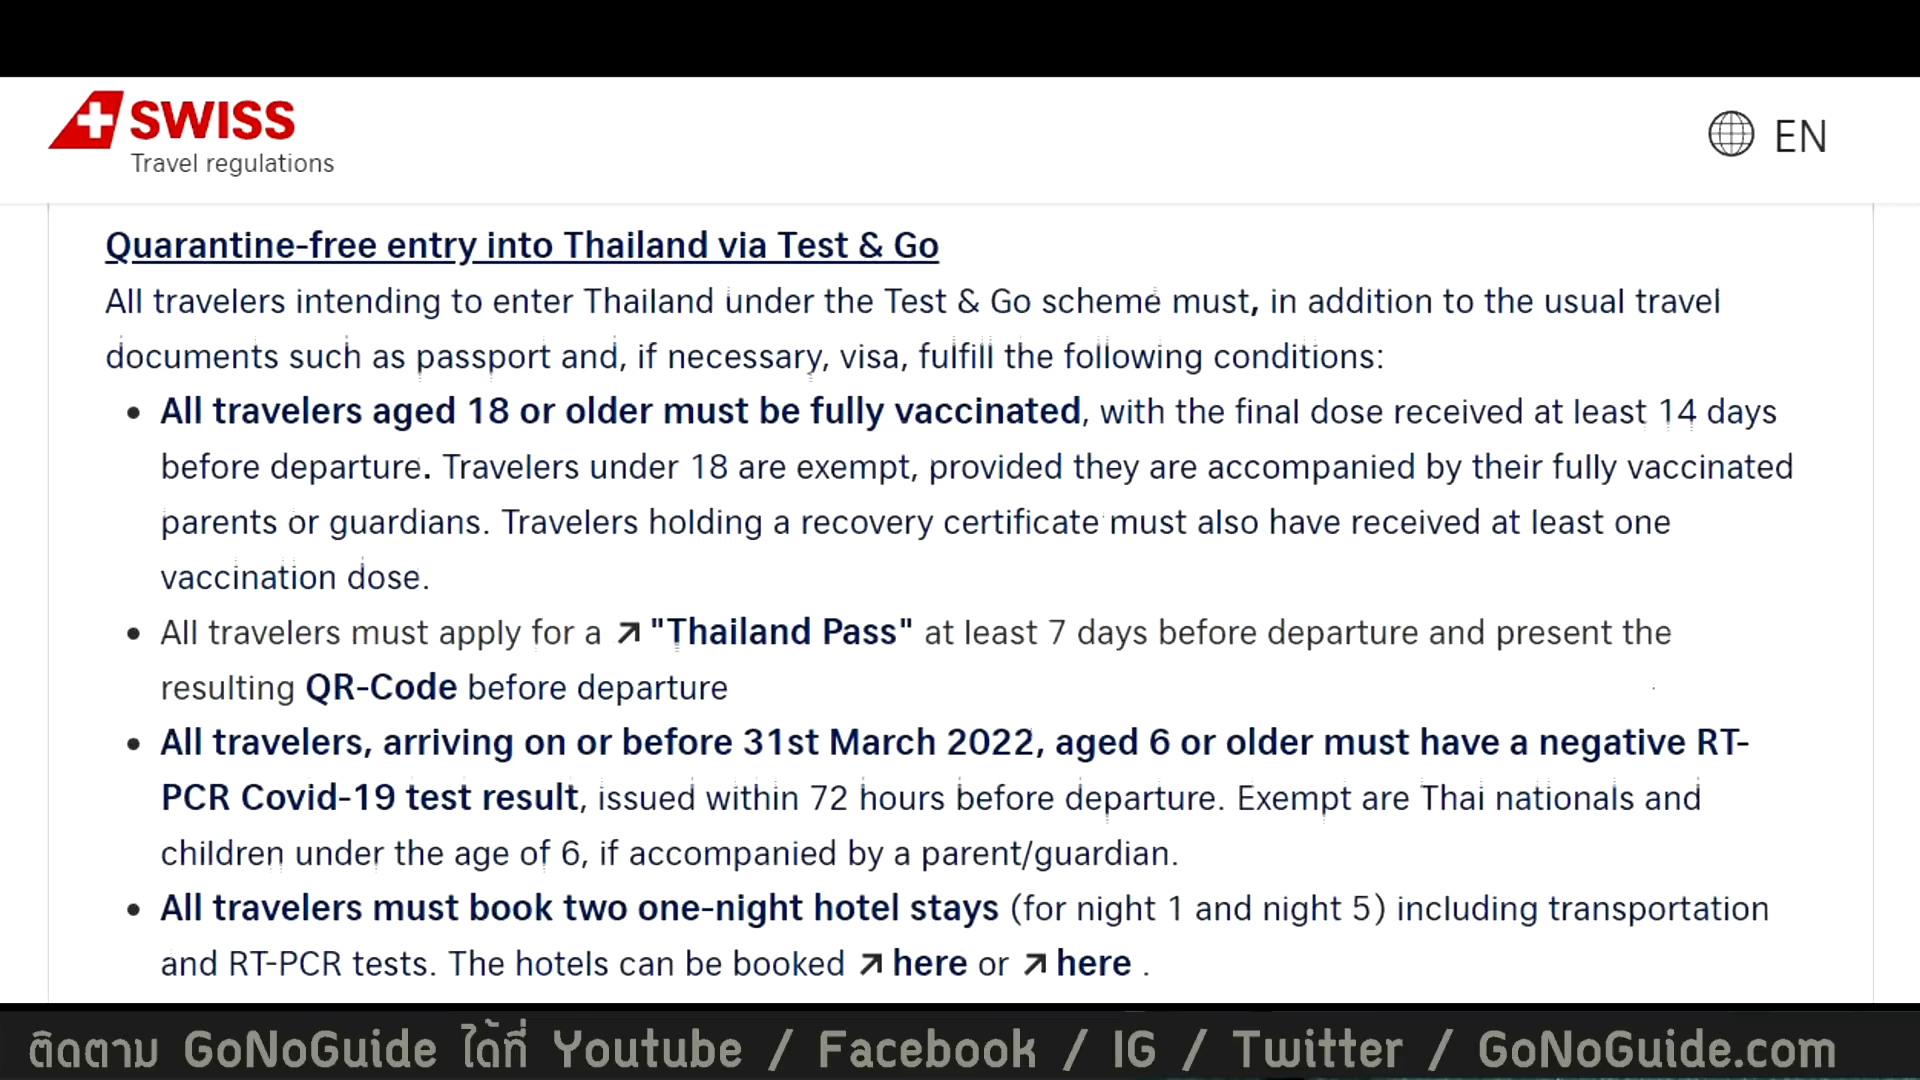 SWISS
Travel regulations
EN
Quarantine-free entry into Thailand via Test & Go
All travelers intending to enter Thailand under the Test & Go scheme must, in addition to the usual travel
documents such as passport and, if necessary, visa, fulfill the following conditions:
• All travelers aged 18 or older must be fully vaccinated, with the final dose received at least 14 days
before departure. Travelers under 18 are exempt, provided they are accompanied by their fully vaccinated
parents or guardians. Travelers holding a recovery certificate must also have received at least one
vaccination dose.
• All travelers must apply for a ↗ "Thailand Pass" at least 7 days before departure and present the
resulting QR-Code before departure
• All travelers, arriving on or before 31st March 2022, aged 6 or older must have a negative RT-
PCR Covid-19 test result, issued within 72 hours before departure. Exempt are Thai nationals and
children under the age of 6, if accompanied by a parent/guardian.
• All travelers must book two one-night hotel stays (for night 1 and night 5) including transportation
and RT-PCR tests. The hotels can be booked ↗ here or ↗ here .
ติดตาม GoNoGuide ได้ที่ Youtube / Facebook / IG / Twitter / GoNoGuide.com